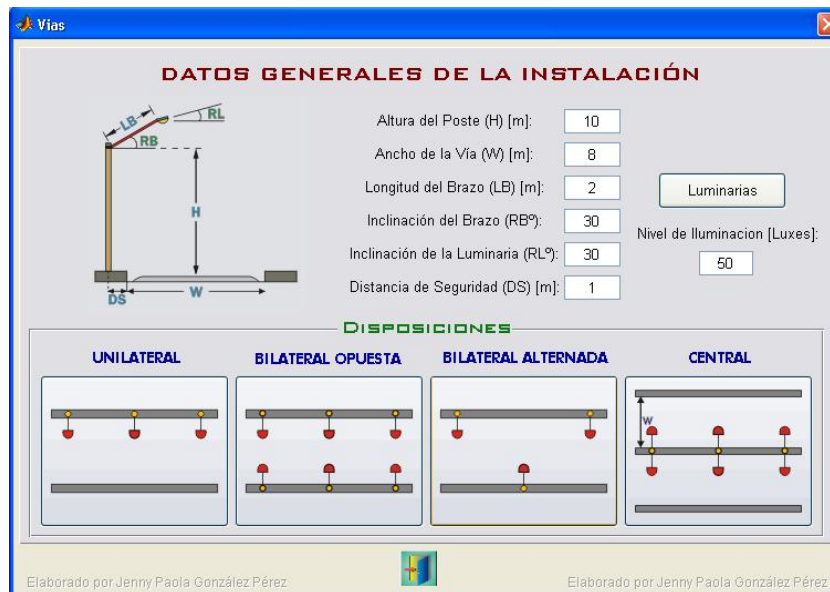 Vias
DATOS GENERALES DE LA INSTALACIÓN
LB
RL
RB
H
DS
W
Altura del Poste (H) [m]: 10
Ancho de la Vía (W) [m]: 8
Longitud del Brazo (LB) [m]: 2
Inclinación del Brazo (RBº): 30
Inclinación de la Luminaria (RLº): 30
Distancia de Seguridad (DS) [m]: 1
Luminarias
Nivel de Iluminacion [Luxes]:
50
DISPOSICIONES
UNILATERAL
BILATERAL OPUESTA
BILATERAL ALTERNADA
CENTRAL
W
Elaborado por Jenny Paola González Pérez
Elaborado por Jenny Paola González Pérez